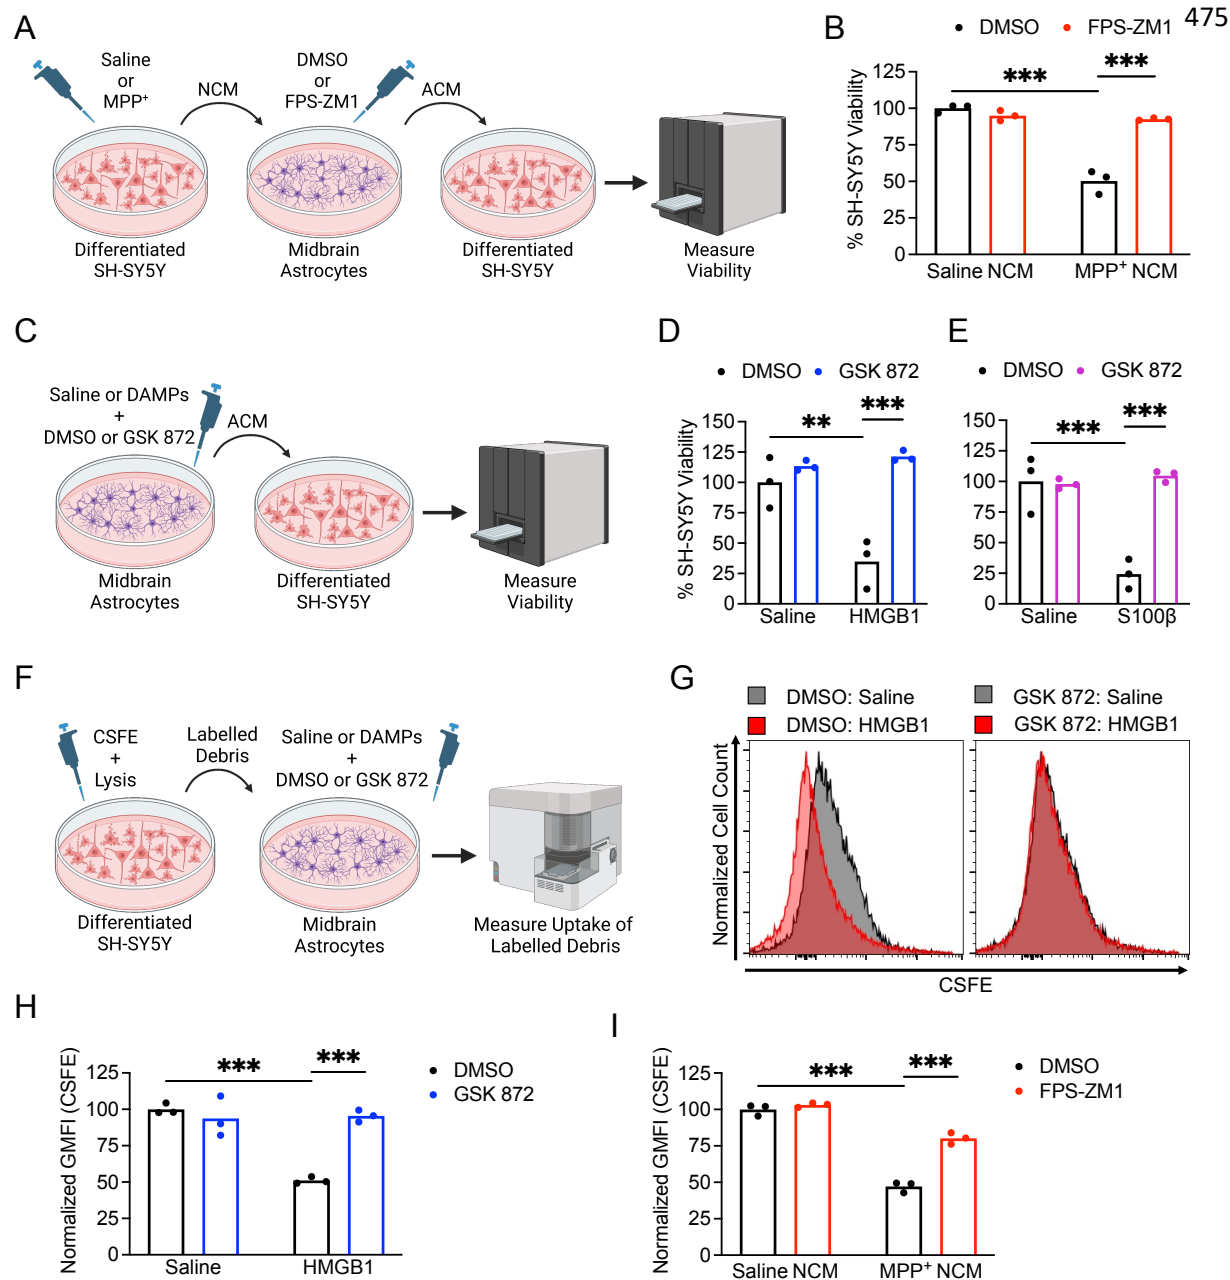 475
A
Saline
or
MPP⁺
NCM
DMSO
or
FPS-ZM1
ACM
Differentiated
SH-SY5Y
Midbrain
Astrocytes
Differentiated
SH-SY5Y
Measure
Viability
B
DMSO FPS-ZM1
***
***
% SH-SY5Y Viability
125
100
75
50
25
0
Saline NCM
MPP⁺ NCM
C
Saline or DAMPs
+
DMSO or GSK 872
ACM
Midbrain
Astrocytes
Differentiated
SH-SY5Y
Measure
Viability
D
DMSO GSK 872
**
***
% SH-SY5Y Viability
150
125
100
75
50
25
0
Saline
HMGB1
E
DMSO GSK 872
***
***
150
125
100
75
50
25
0
Saline
S100β
F
CSFE
+
Lysis
Labelled
Debris
Saline or DAMPs
+
DMSO or GSK 872
Differentiated
SH-SY5Y
Midbrain
Astrocytes
Measure Uptake of
Labelled Debris
G
DMSO: Saline
DMSO: HMGB1
GSK 872: Saline
GSK 872: HMGB1
Normalized Cell Count
CSFE
H
***
***
DMSO
GSK 872
Normalized GMFI (CSFE)
125
100
75
50
25
0
Saline
HMGB1
I
***
***
DMSO
FPS-ZM1
Normalized GMFI (CSFE)
125
100
75
50
25
0
Saline NCM
MPP⁺ NCM